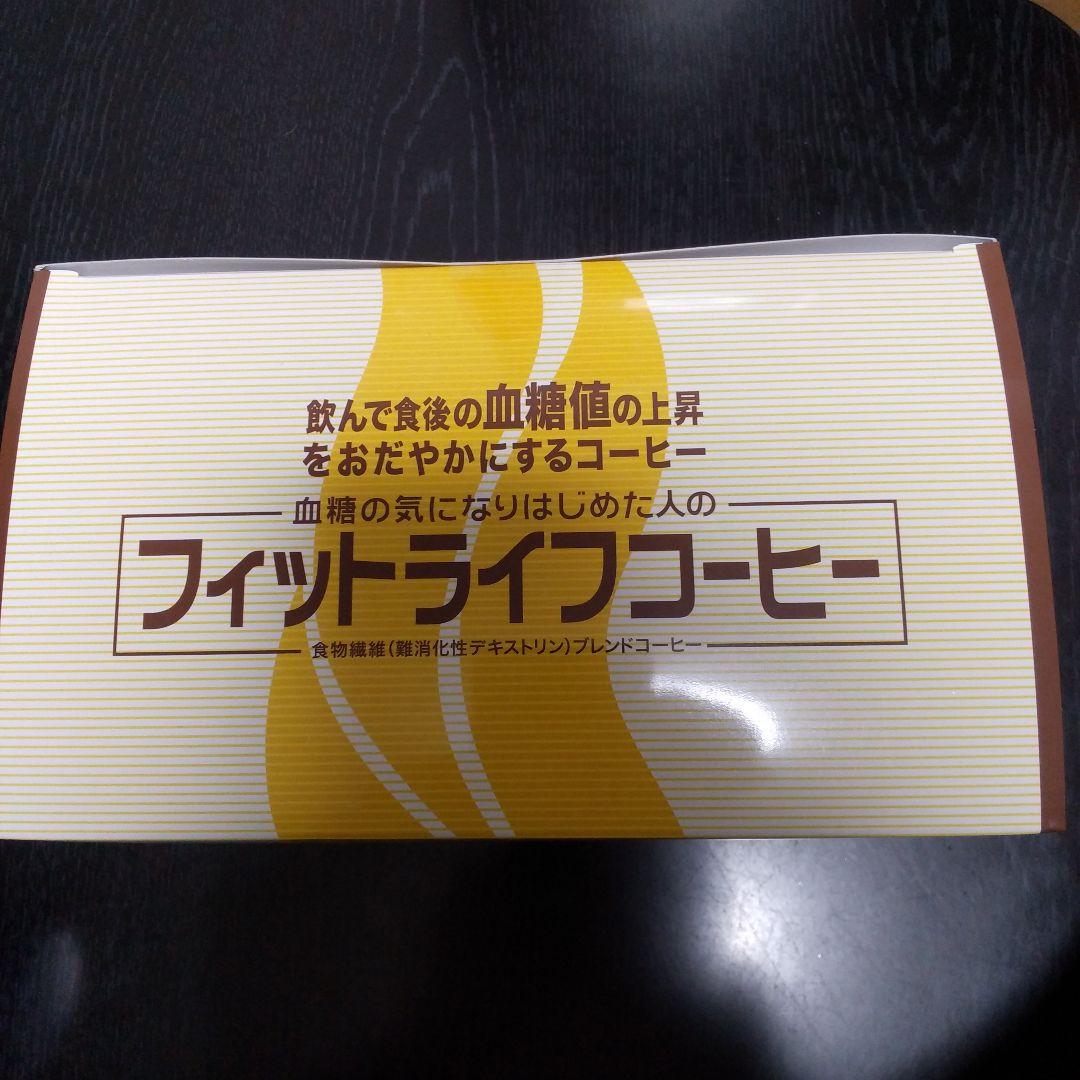 飲んで食後の血糖値の上昇
をおだやかにするコーヒー
血糖の気になりはじめた人の
フィットライフコーヒー
食物繊維(難消化性デキストリン)ブレンドコーヒー